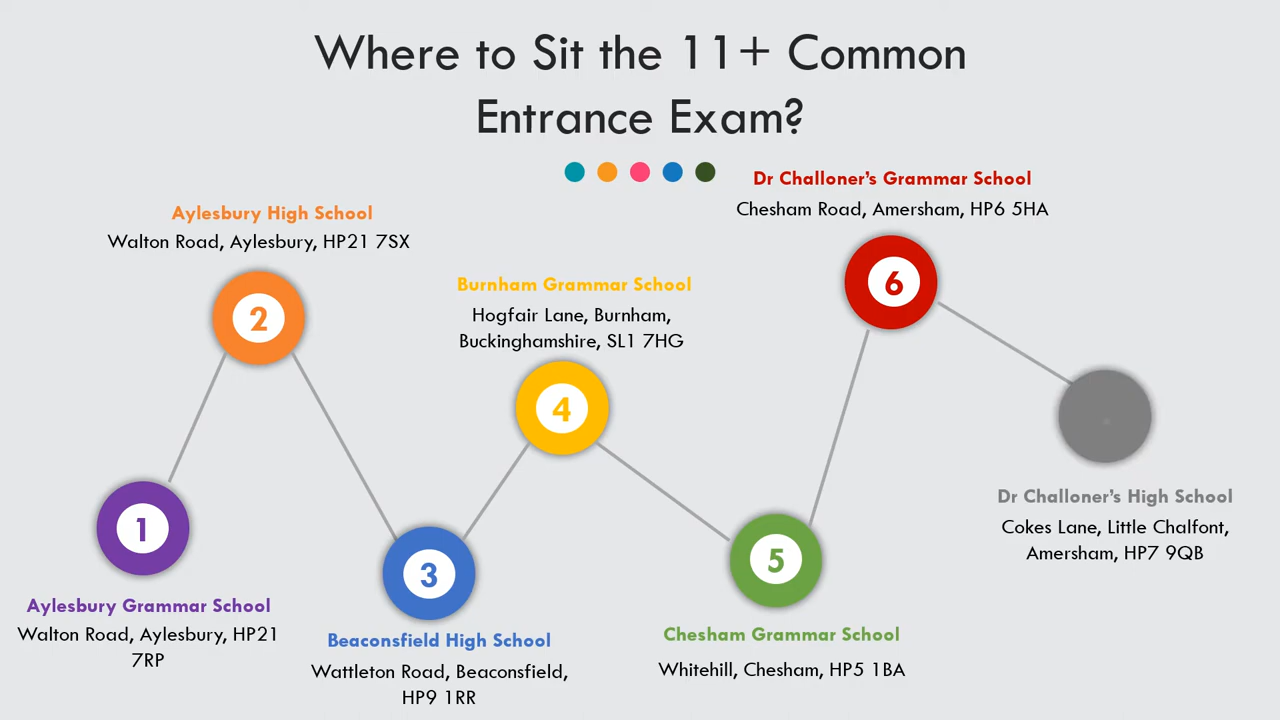 Where to Sit the 11+ Common
Entrance Exam?
Dr Challoner's Grammar School
Chesham Road, Amersham, HP6 5HA
6
Aylesbury High School
Walton Road, Aylesbury, HP21 7SX
2
Burnham Grammar School
Hogfair Lane, Burnham,
Buckinghamshire, SL1 7HG
4
1
Aylesbury Grammar School
Walton Road, Aylesbury, HP21
7RP
3
Beaconsfield High School
Wattleton Road, Beaconsfield,
HP9 1RR
5
Chesham Grammar School
Whitehill, Chesham, HP5 1BA
Dr Challoner's High School
Cokes Lane, Little Chalfont,
Amersham, HP7 9QB